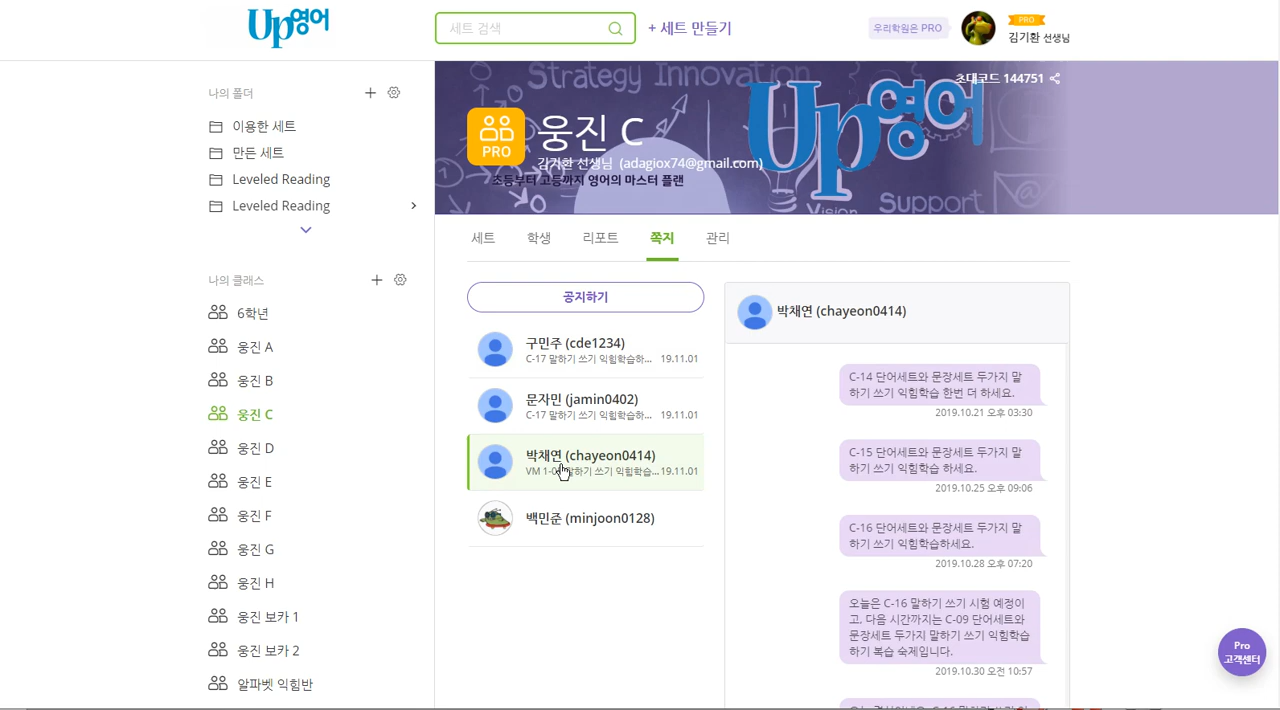 Up영어
세트 검색
+ 세트 만들기
우리학원은 PRO
PRO
김기환 선생님
나의 폴더
이용한 세트
만든 세트
Leveled Reading
Leveled Reading
나의 클래스
6학년
웅진 A
웅진 B
웅진 C
웅진 D
웅진 E
웅진 F
웅진 G
웅진 H
웅진 보카 1
웅진 보카 2
알파벳 익힘반
Strategy Innovation
초대코드 144751
Up영어
PRO
웅진 C
김기환 선생님 (adagiox74@gmail.com)
초등부터 고등까지 영어의 마스터 플랜
Vision
Support
세트
학생
리포트
쪽지
관리
공지하기
구민주 (cde1234)
C-17 말하기 쓰기 익힘학습하... 19.11.01
문자민 (jamin0402)
C-17 말하기 쓰기 익힘학습하... 19.11.01
박채연 (chayeon0414)
쓰기 익힘학습... 19.11.01
백민준 (minjoon0128)
박채연 (chayeon0414)
C-14 단어세트와 문장세트 두가지 말
하기 쓰기 익힘학습 한번 더 하세요.
2019.10.21 오후 03:30
C-15 단어세트와 문장세트 두가지 말
하기 쓰기 익힘학습 하세요.
2019.10.25 오후 09:06
C-16 단어세트와 문장세트 두가지 말
하기 쓰기 익힘학습하세요.
2019.10.28 오후 07:20
오늘은 C-16 말하기 쓰기 시험 예정이
고, 다음 시간까지는 C-09 단어세트와
문장세트 두가지 말하기 쓰기 익힘학습
하기 복습 숙제입니다.
2019.10.30 오전 10:57
Pro
고객센터